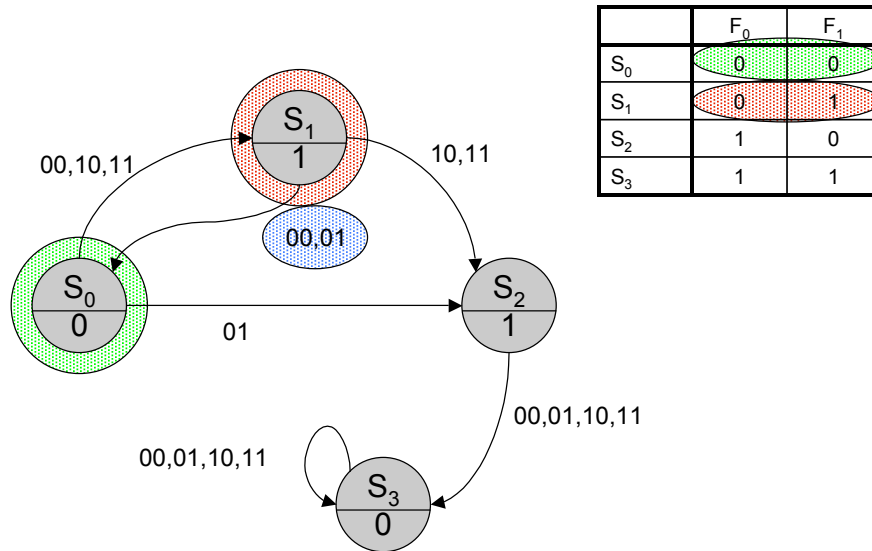 F₀ F₁
S₀ 0 0
S₁ 0 1
S₂ 1 0
S₃ 1 1
S₁
1
00,10,11
10,11
00,01
S₀
0
S₂
1
01
00,01,10,11
00,01,10,11
S₃
0